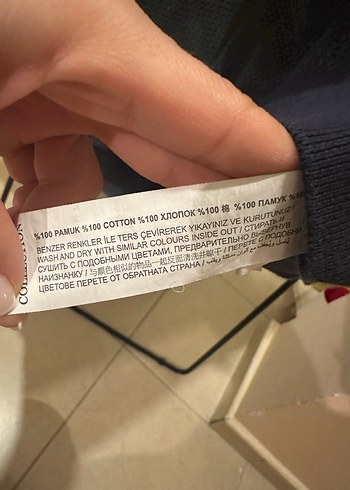 COLLECTION
%100 PAMUK %100 COTTON %100 ХЛОПОК %100 棉 %100 ПАМУК %100
BENZER RENKLER İLE TERS ÇEVİREREK YIKAYINIZ VE KURUTUNUZ /
WASH AND DRY WITH SIMILAR COLOURS INSIDE OUT / СТИРАТЬ И
СУШИТЬ С ПОДОБНЫМИ ЦВЕТАМИ, ПРЕДВАРИТЕЛЬНО ВЫВЕРНУВ
НАИЗНАНКУ / 与颜色相似的物品一起反面清洗并晾干 / ПЕРЕТЕ С ПОДОБНИ
ЦВЕТОВЕ ПЕРЕТЕ ОТ ОБРАТНАТА СТРАНА /